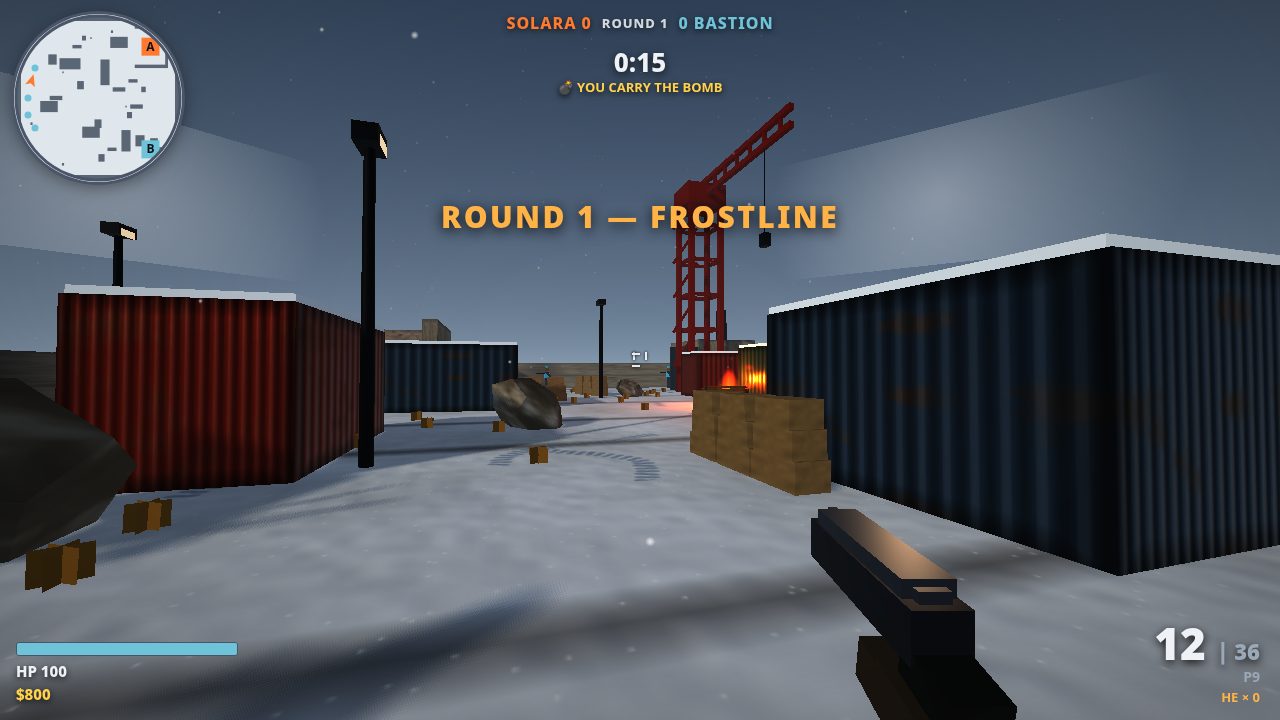 SOLARA 0 ROUND 1 0 BASTION
0:15
YOU CARRY THE BOMB
A
B
ROUND 1 — FROSTLINE
HP 100
$800
12 | 36
P9
HE × 0